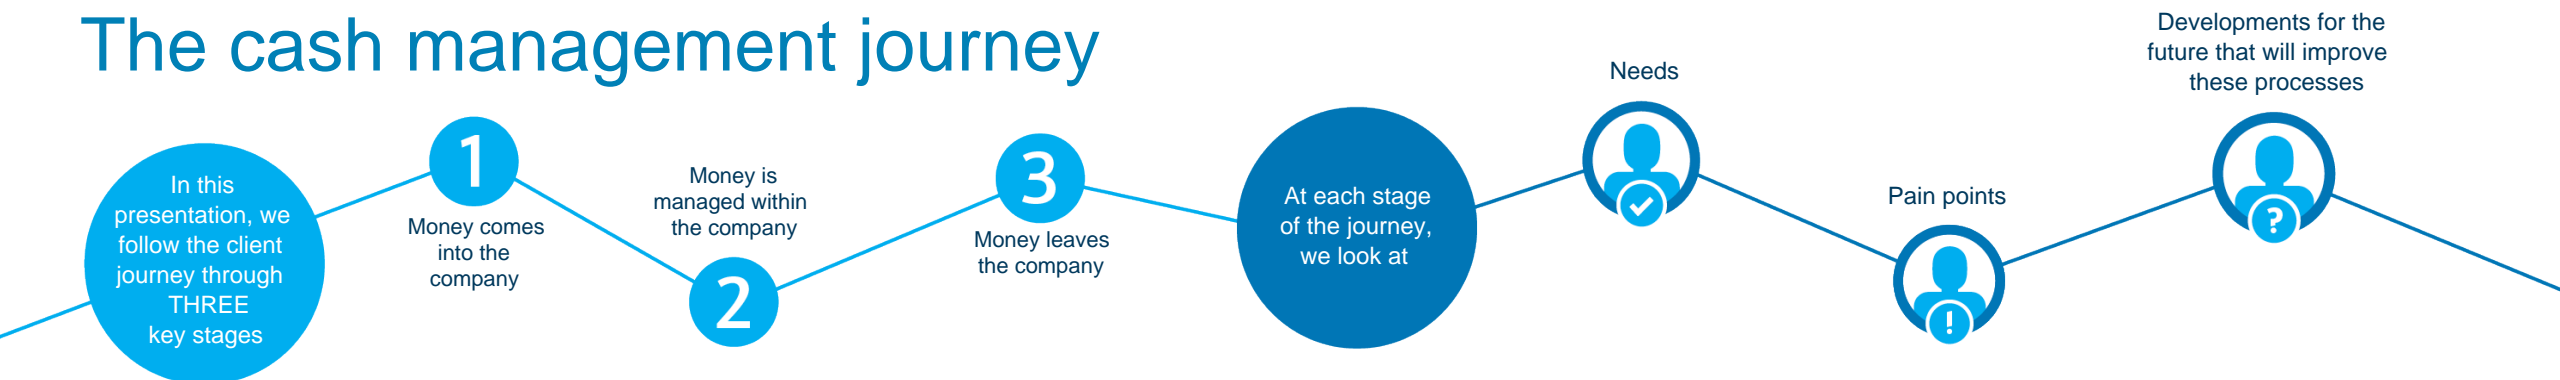 The cash management journey
In this
presentation, we
follow the client
journey through
THREE
key stages
1
Money comes
into the
company
Money is
managed within
the company
2
3
Money leaves
the company
At each stage
of the journey,
we look at
Needs
Pain points
!
Developments for the
future that will improve
these processes
?